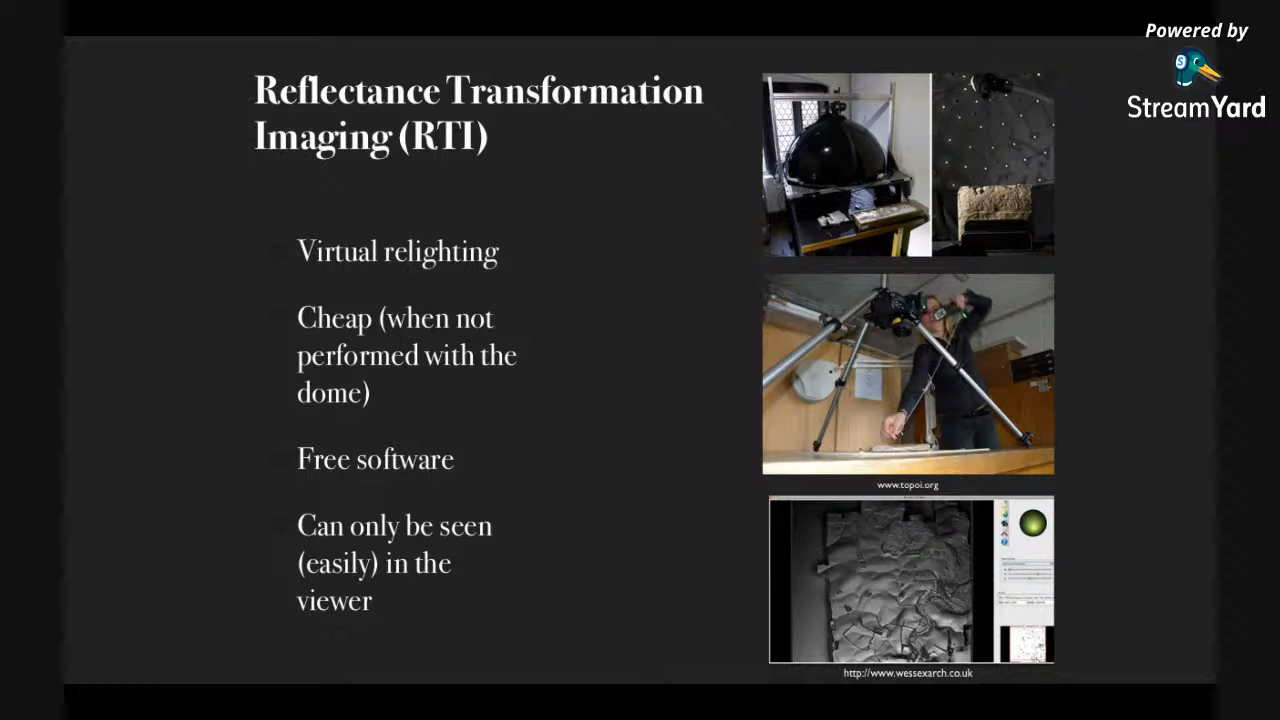 Powered by
StreamYard
Reflectance Transformation
Imaging (RTI)
Virtual relighting
Cheap (when not
performed with the
dome)
Free software
Can only be seen
(easily) in the
viewer
www.topoi.org
http://www.wessexarch.co.uk